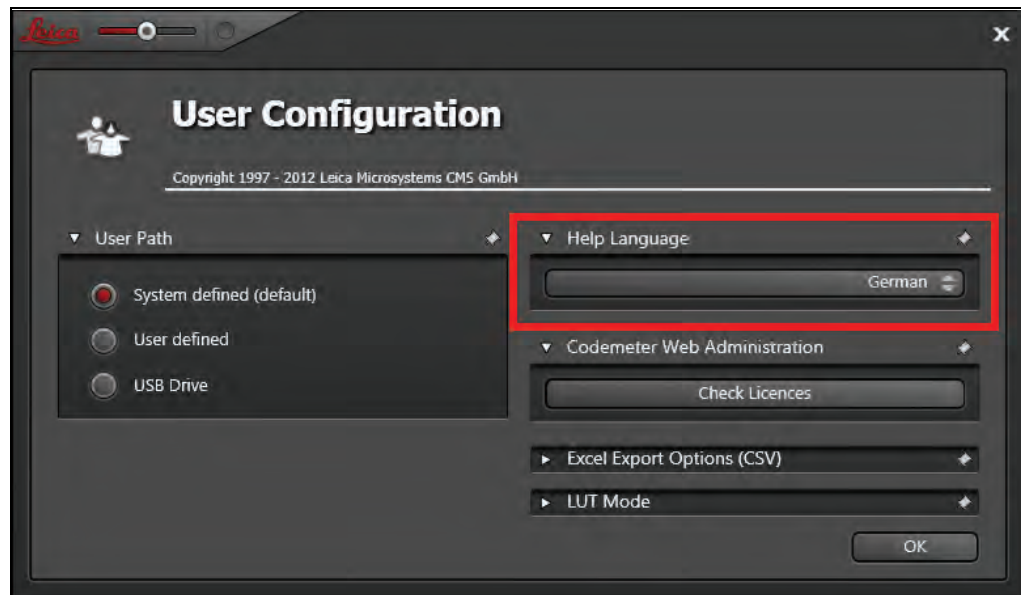 Leica
x
User Configuration
Copyright 1997 - 2012 Leica Microsystems CMS GmbH
User Path
System defined (default)
User defined
USB Drive
Help Language
German
Codemeter Web Administration
Check Licences
Excel Export Options (CSV)
LUT Mode
OK